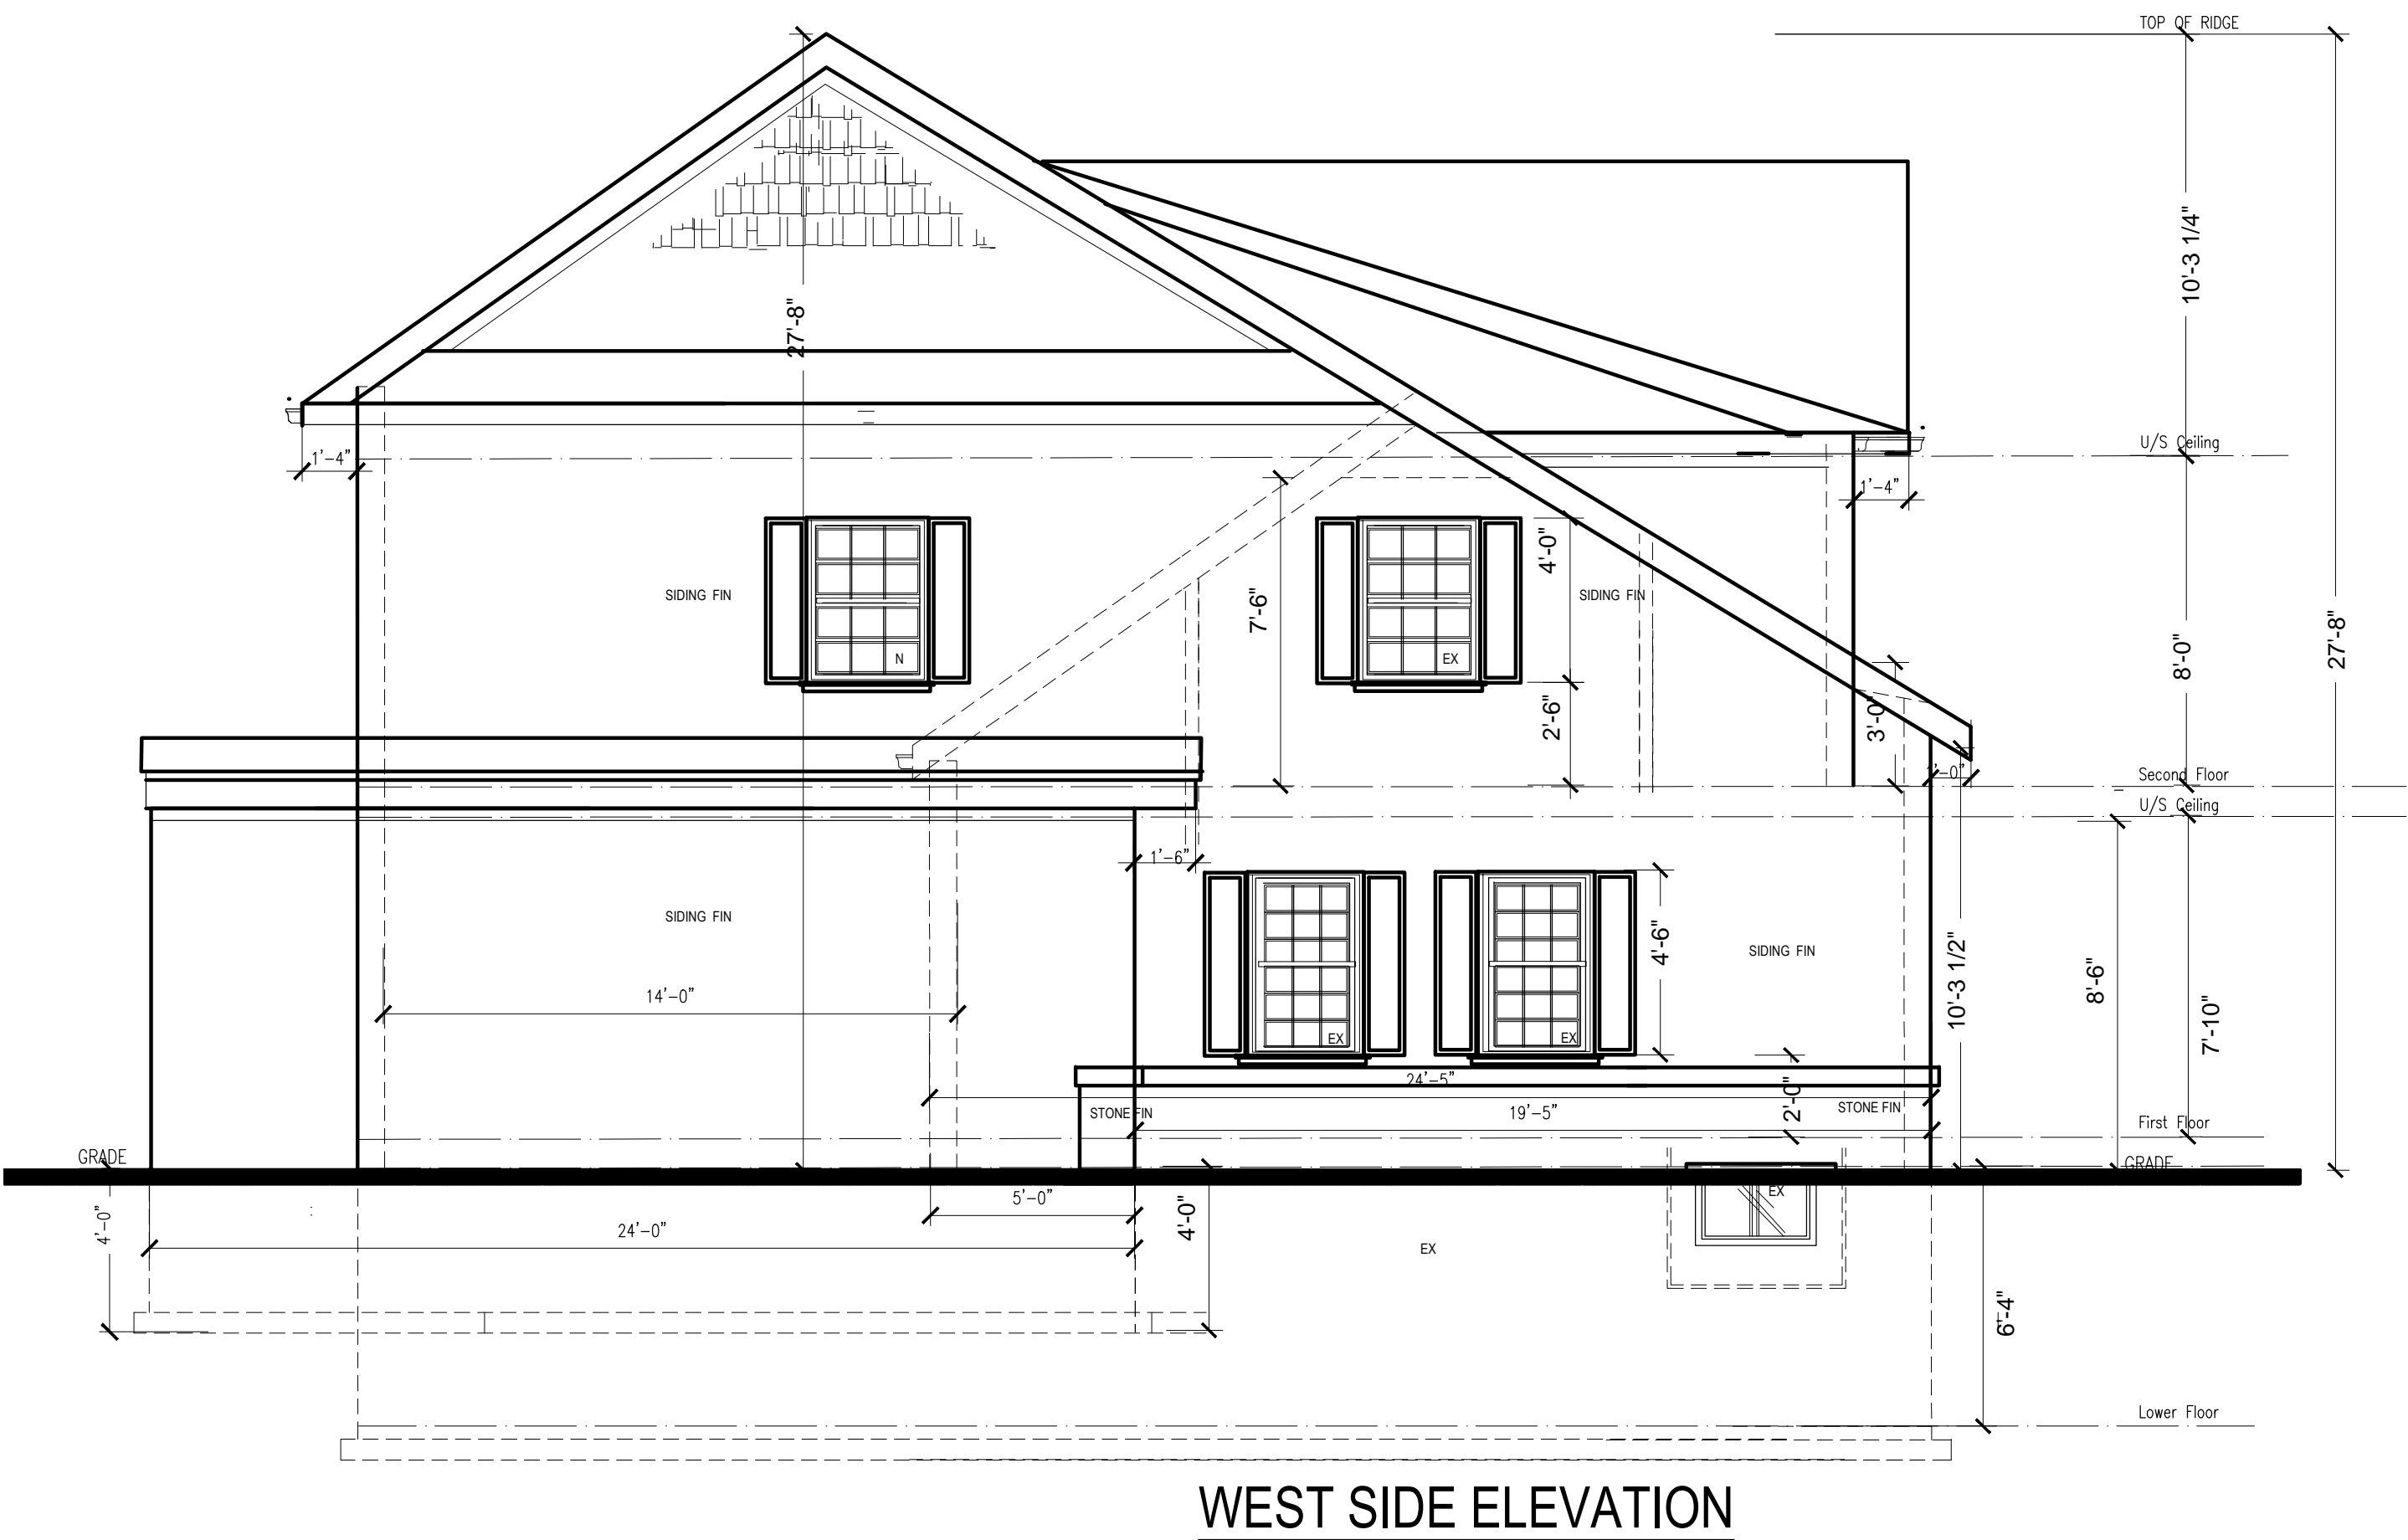 TOP OF RIDGE
10'-3 1/4"
27'-8"
U/S Ceiling
1'-4"
1'-4"
4'-0"
SIDING FIN
SIDING FIN
7'-6"
27'-8"
8'-0"
N
EX
2'-6"
3'-0"
1'-0"
Second Floor
U/S Ceiling
1'-6"
SIDING FIN
4'-6"
SIDING FIN
10'-3 1/2"
8'-6"
14'-0"
7'-10"
EX
EX
24'-5"
STONE FIN
19'-5"
2'-0"
STONE FIN
First Floor
GRADE
GRADE
5'-0"
EX
4'-0"
24'-0"
4'-0"
EX
6'-4"
Lower Floor
WEST SIDE ELEVATION